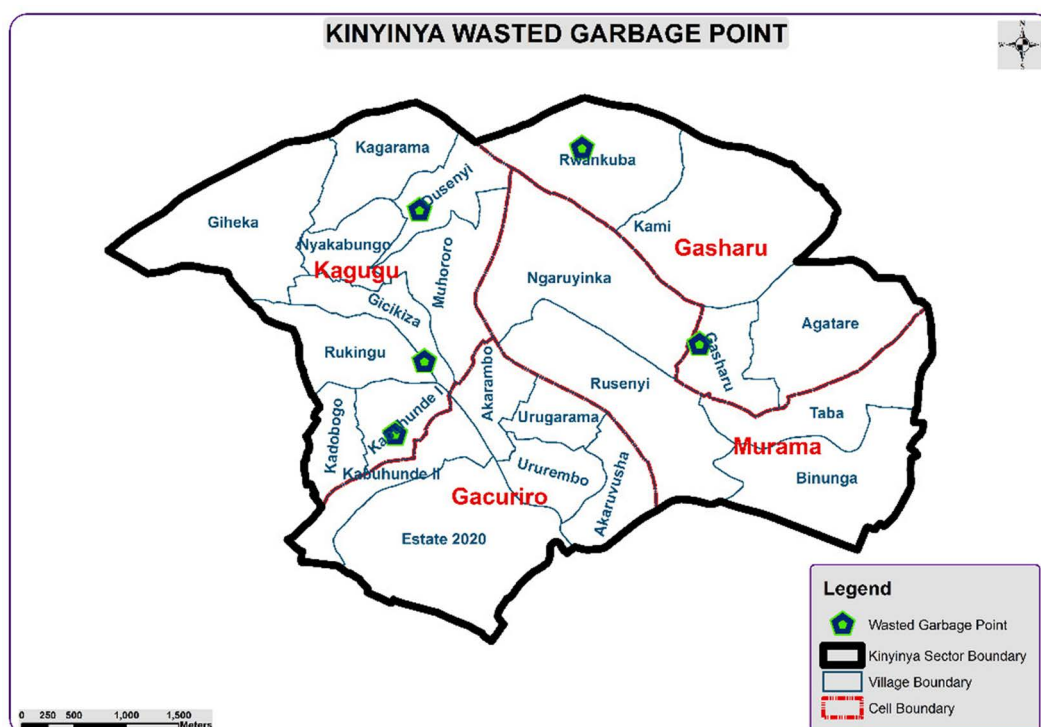 KINYINYA WASTED GARBAGE POINT
N
W
E
S
Kagarama
Rwankuba
Dusenyi
Giheka
Kami
Nyakabungo
Gasharu
Kagugu
Muhororo
Ngaruyinka
Gicikiza
Agatare
Rukingu
Gasharu
Akarambo
Rusenyi
Kabuhunde I
Urugarama
Taba
Kadobogo
Murama
Kabuhunde II
Ururembo
Binunga
Gacuriro
Akaruvusha
Estate 2020
Legend
Wasted Garbage Point
Kinyinya Sector Boundary
Village Boundary
Cell Boundary
0 250 500 1,000 1,500
Meters